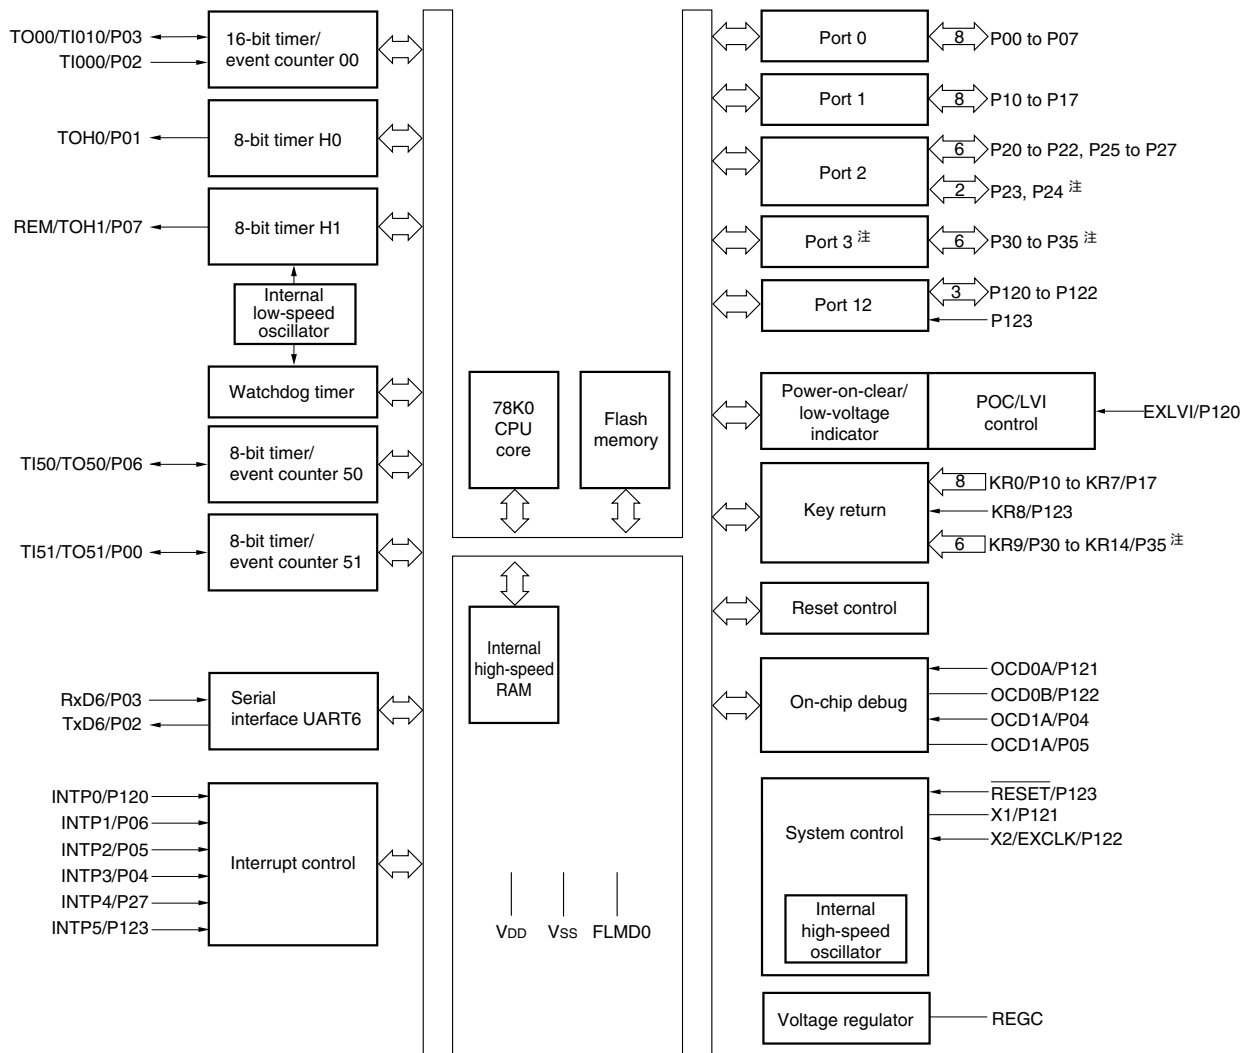 TO00/TI010/P03
TI000/P02
16-bit timer/
event counter 00
TOH0/P01
8-bit timer H0
REM/TOH1/P07
8-bit timer H1
Internal
low-speed
oscillator
Watchdog timer
TI50/TO50/P06
8-bit timer/
event counter 50
TI51/TO51/P00
8-bit timer/
event counter 51
RxD6/P03
TxD6/P02
Serial
interface UART6
INTP0/P120
INTP1/P06
INTP2/P05
INTP3/P04
INTP4/P27
INTP5/P123
Interrupt control
78K0
CPU
core
Flash
memory
Internal
high-speed
RAM
VDD
VSS
FLMD0
Port 0
8
P00 to P07
Port 1
8
P10 to P17
Port 2
6
P20 to P22, P25 to P27
2
P23, P24 注
Port 3 注
6
P30 to P35 注
Port 12
3
P120 to P122
P123
Power-on-clear/
low-voltage
indicator
POC/LVI
control
EXLVI/P120
Key return
8
KR0/P10 to KR7/P17
KR8/P123
6
KR9/P30 to KR14/P35 注
Reset control
On-chip debug
OCD0A/P121
OCD0B/P122
OCD1A/P04
OCD1A/P05
System control
RESET/P123
X1/P121
X2/EXCLK/P122
Internal
high-speed
oscillator
Voltage regulator
REGC